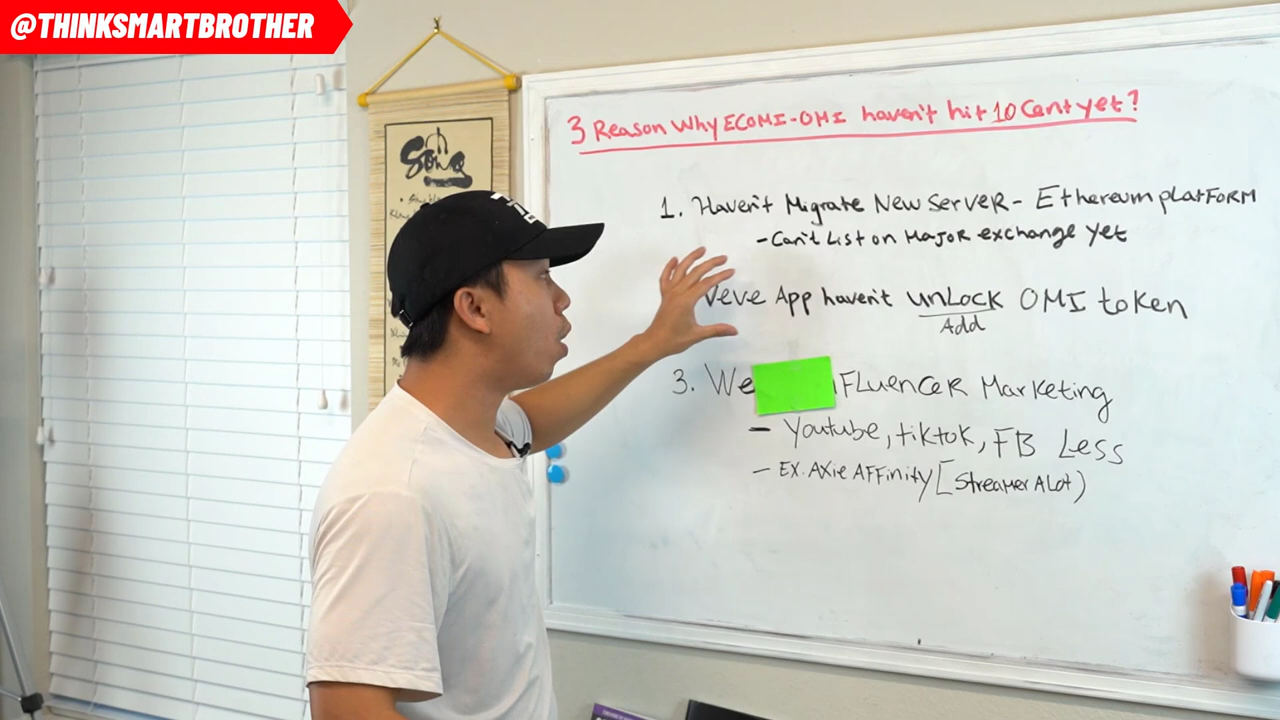 @THINKSMARTBROTHER
Song
3 Reason Why ECOMI-OMI haven't hit 10 Cent yet?
1. Haven't Migrate New Server - Ethereum platform
- Can't List on Major exchange yet
Veve App haven't unLock OMI token
Add
3. FLuencer Marketing
- Youtube, tiktok, FB Less
- Ex. Axie AFFinity [Streamer ALot)